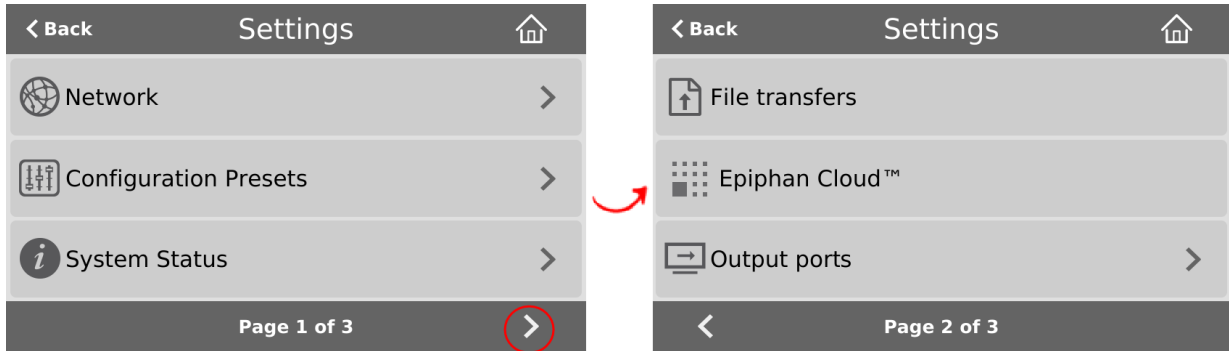 Back Settings
Network
Configuration Presets
System Status
Page 1 of 3
Back Settings
File transfers
Epiphan Cloud™
Output ports
Page 2 of 3